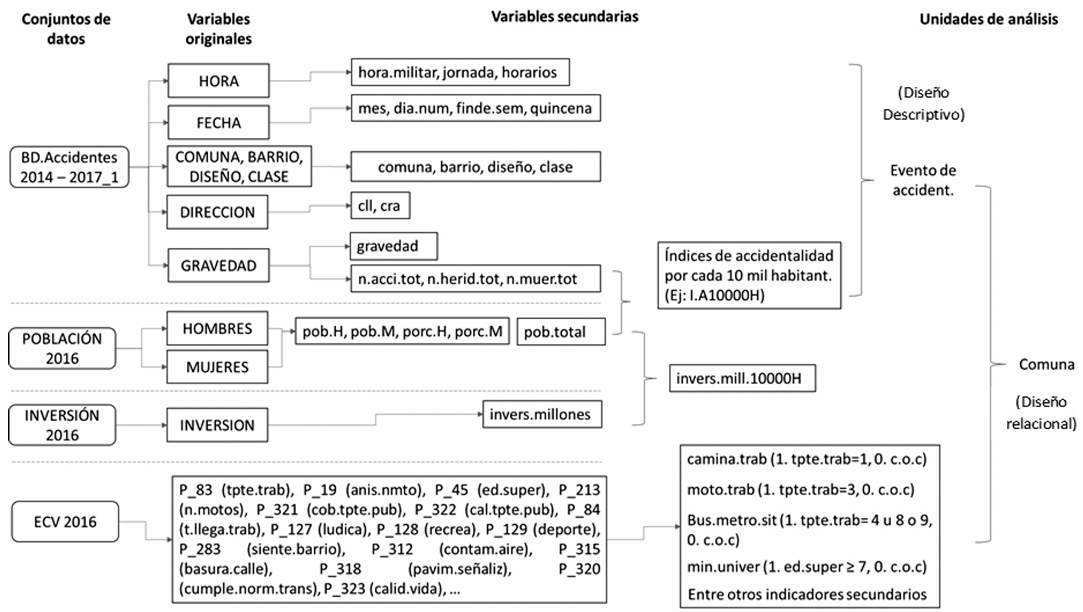 Conjuntos de
datos
Variables
originales
Variables secundarias
Unidades de análisis
BD.Accidentes
2014 – 2017_1
HORA
hora.militar, jornada, horarios
FECHA
mes, dia.num, finde.sem, quincena
COMUNA, BARRIO,
DISEÑO, CLASE
comuna, barrio, diseño, clase
DIRECCION
cll, cra
GRAVEDAD
gravedad
n.acci.tot, n.herid.tot, n.muer.tot
Índices de accidentalidad
por cada 10 mil habitant.
(Ej: I.A10000H)
(Diseño
Descriptivo)
Evento de
accident.
POBLACIÓN
2016
HOMBRES
MUJERES
pob.H, pob.M, porc.H, porc.M
pob.total
invers.mill.10000H
INVERSIÓN
2016
INVERSION
invers.millones
Comuna
(Diseño
relacional)
ECV 2016
P_83 (tpte.trab), P_19 (anis.nmto), P_45 (ed.super), P_213
(n.motos), P_321 (cob.tpte.pub), P_322 (cal.tpte.pub), P_84
(t.llega.trab), P_127 (ludica), P_128 (recrea), P_129 (deporte),
P_283 (siente.barrio), P_312 (contam.aire), P_315
(basura.calle), P_318 (pavim.señaliz), P_320
(cumple.norm.trans), P_323 (calid.vida), ...
camina.trab (1. tpte.trab=1, 0. c.o.c)
moto.trab (1. tpte.trab=3, 0. c.o.c)
Bus.metro.sit (1. tpte.trab= 4 u 8 o 9,
0. c.o.c)
min.univer (1. ed.super ≥ 7, 0. c.o.c)
Entre otros indicadores secundarios